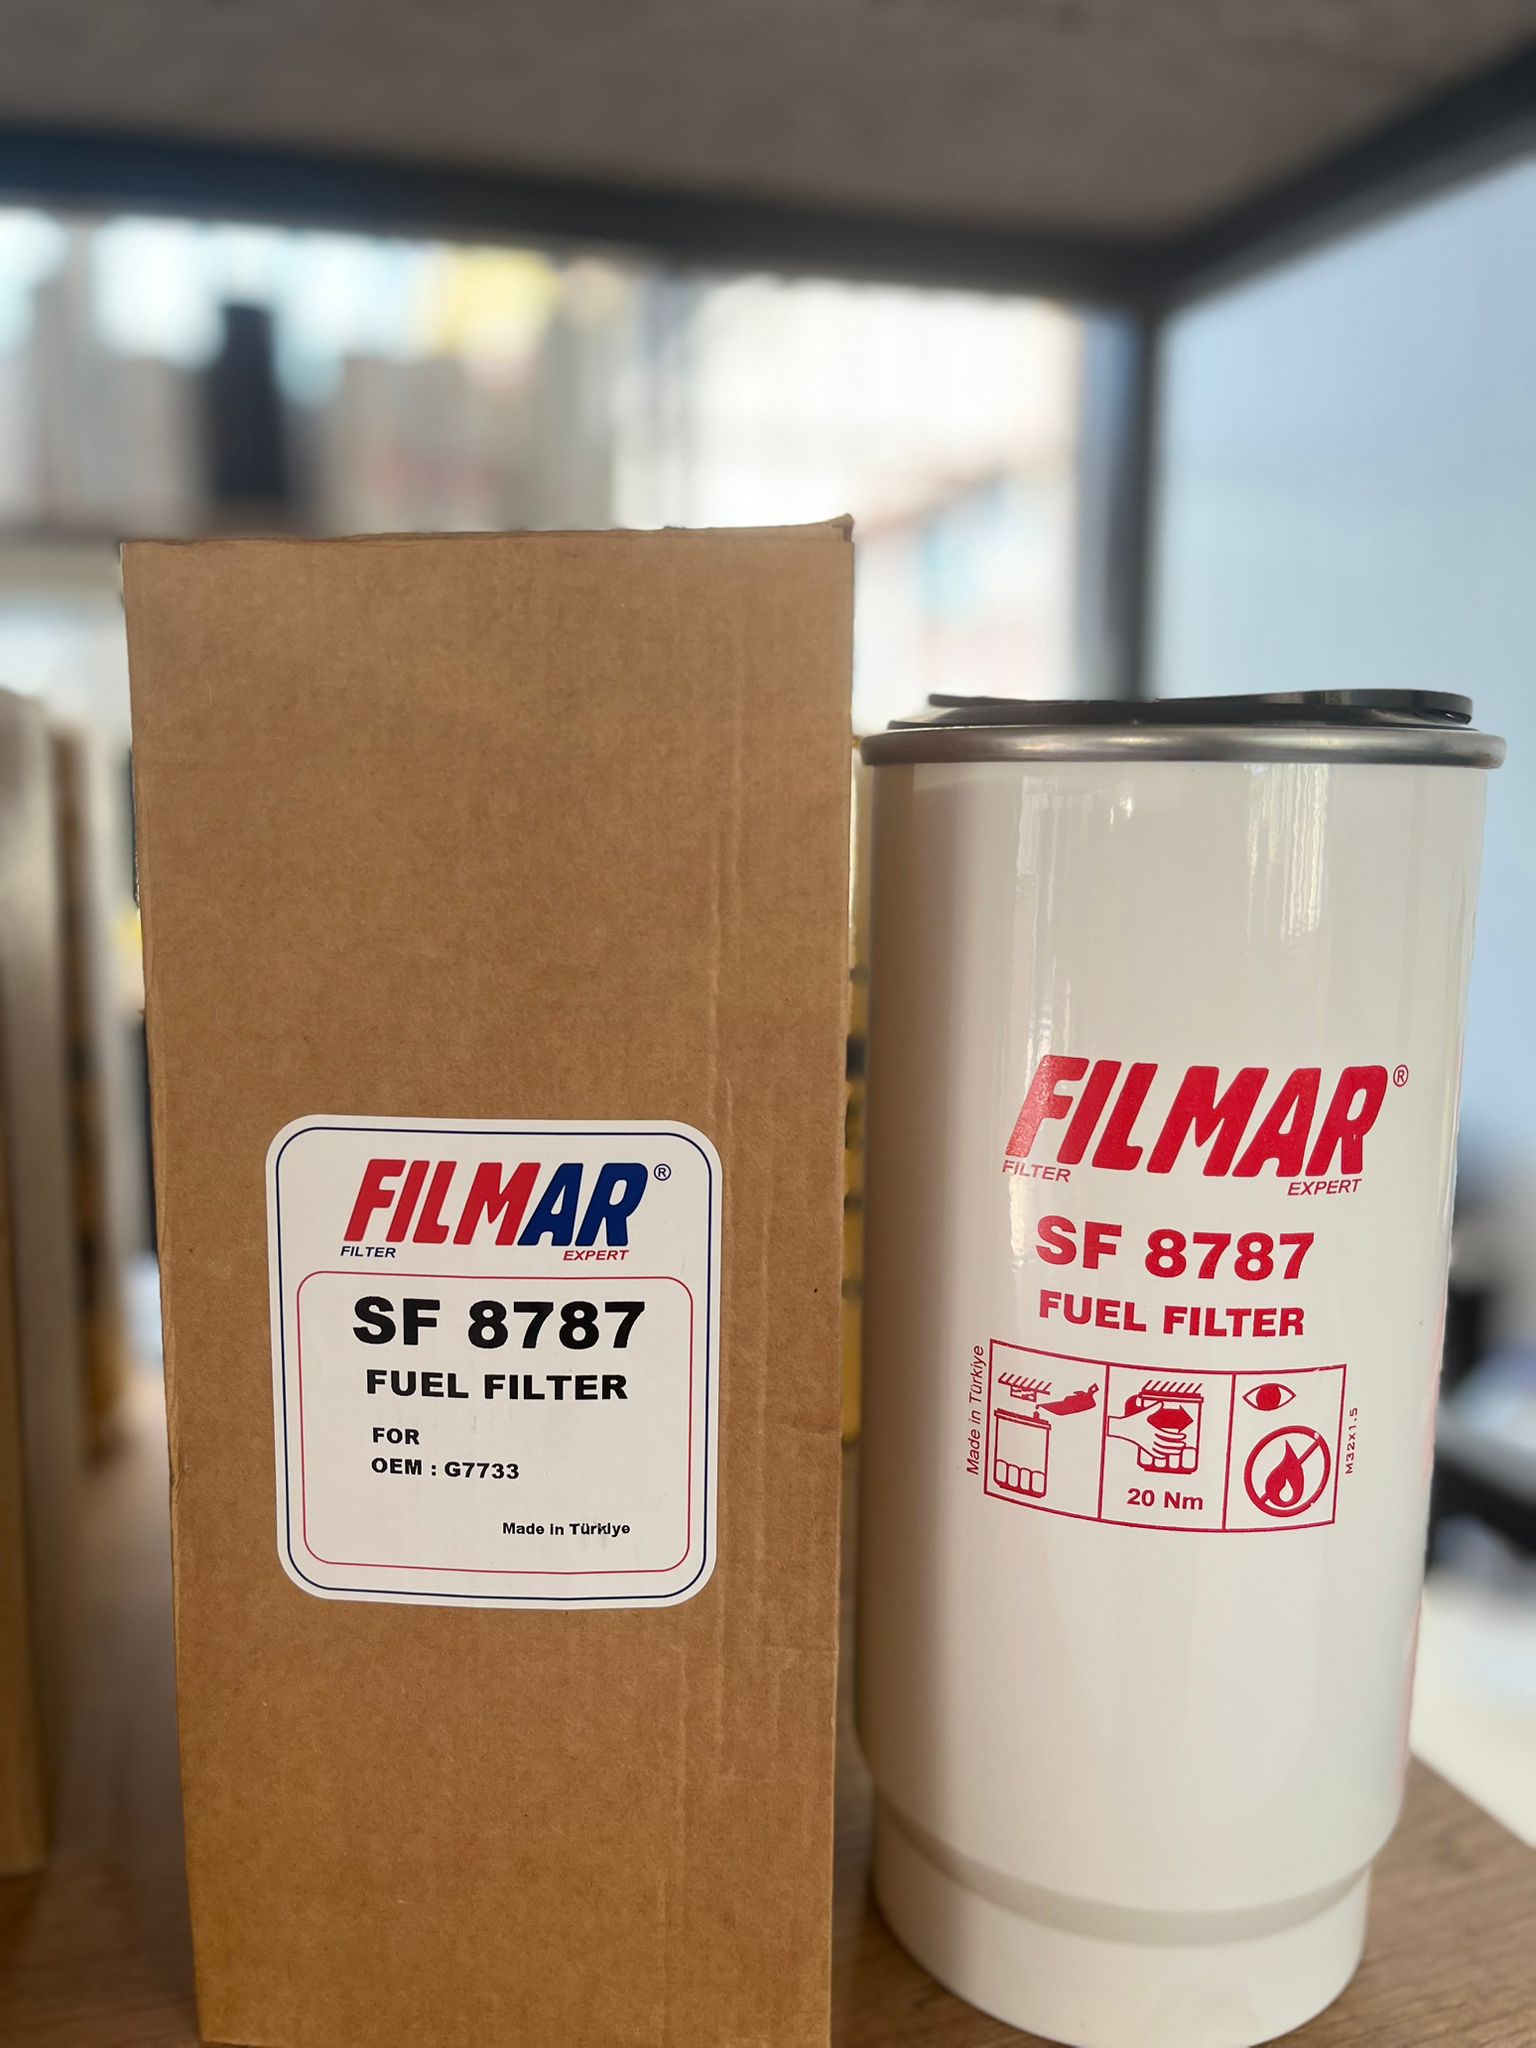 FILMAR®
FILTER EXPERT
SF 8787
FUEL FILTER
FOR
OEM : G7733
Made in Türkiye
FILMAR®
FILTER EXPERT
SF 8787
FUEL FILTER
Made in Türkiye
20 Nm
M32x1.5